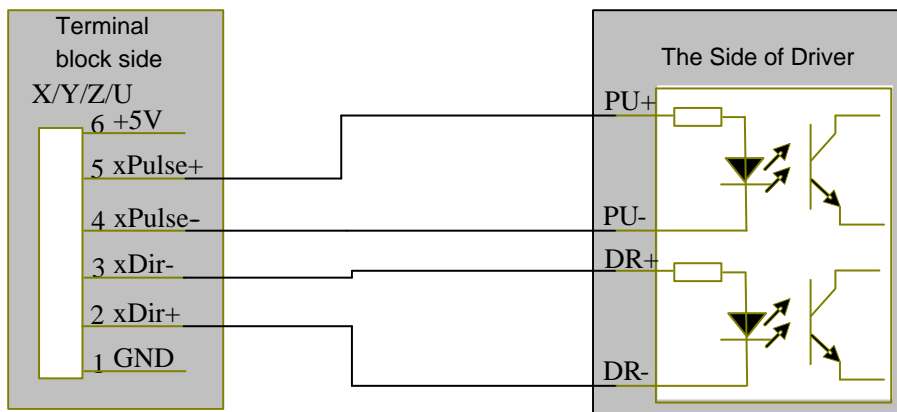 Terminal
block side
X/Y/Z/U
6 +5V
5 xPulse+
4 xPulse-
3 xDir-
2 xDir+
1 GND
The Side of Driver
PU+
PU-
DR+
DR-